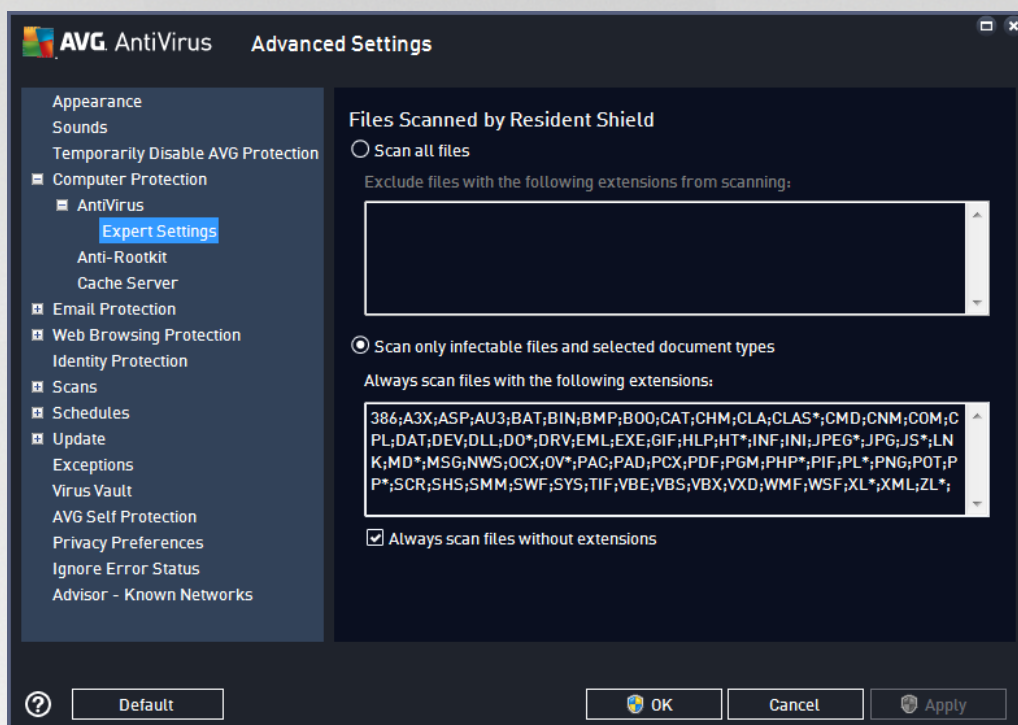 AVG. AntiVirus Advanced Settings
Appearance
Sounds
Temporarily Disable AVG Protection
Computer Protection
AntiVirus
Expert Settings
Anti-Rootkit
Cache Server
Email Protection
Web Browsing Protection
Identity Protection
Scans
Schedules
Update
Exceptions
Virus Vault
AVG Self Protection
Privacy Preferences
Ignore Error Status
Advisor - Known Networks
Files Scanned by Resident Shield
Scan all files
Exclude files with the following extensions from scanning:
Scan only infectable files and selected document types
Always scan files with the following extensions:
386;A3X;ASP;AU3;BAT;BIN;BMP;BOO;CAT;CHM;CLA;CLAS*;CMD;CNM;COM;C
PL;DAT;DEV;DLL;DO*;DRV;EML;EXE;GIF;HLP;HT*;INF;INI;JPEG*;JPG;JS*;LN
K;MD*;MSG;NWS;OCX;OV*;PAC;PAD;PCX;PDF;PGM;PHP*;PIF;PL*;PNG;POT;P
P*;SCR;SHS;SMM;SWF;SYS;TIF;VBE;VBS;VBX;VXD;WMF;WSF;XL*;XML;ZL*;
Always scan files without extensions
? Default OK Cancel Apply